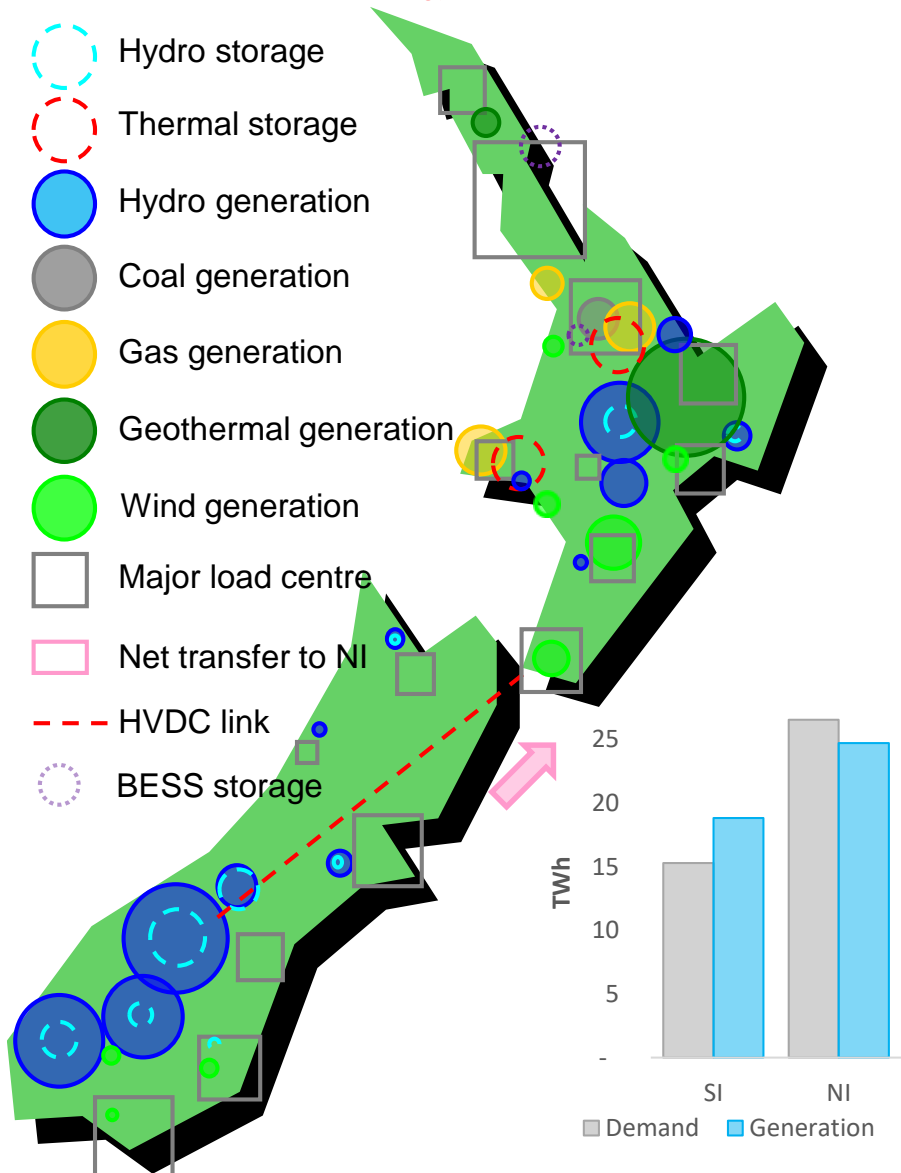 Hydro storage
Thermal storage
Hydro generation
Coal generation
Gas generation
Geothermal generation
Wind generation
Major load centre
Net transfer to NI
HVDC link
BESS storage
25
20
15
10
5
-
TWh
SI NI
Demand Generation